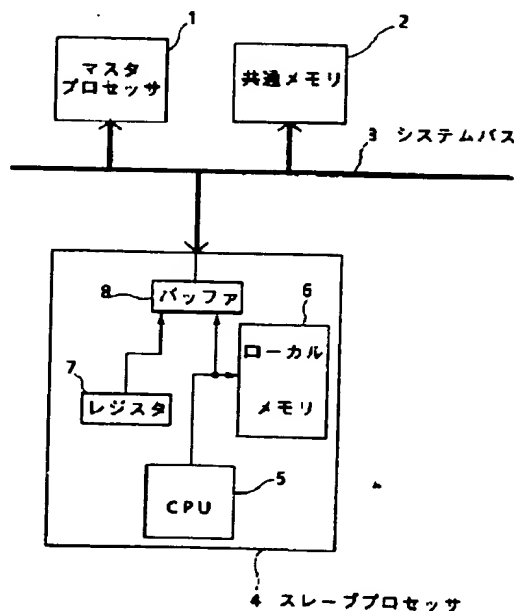 1
2
マスタ
プロセッサ
共通メモリ
3 システムバス
8
バッファ
6
ローカル
メモリ
7
レジスタ
5
CPU
4 スレーブプロセッサ